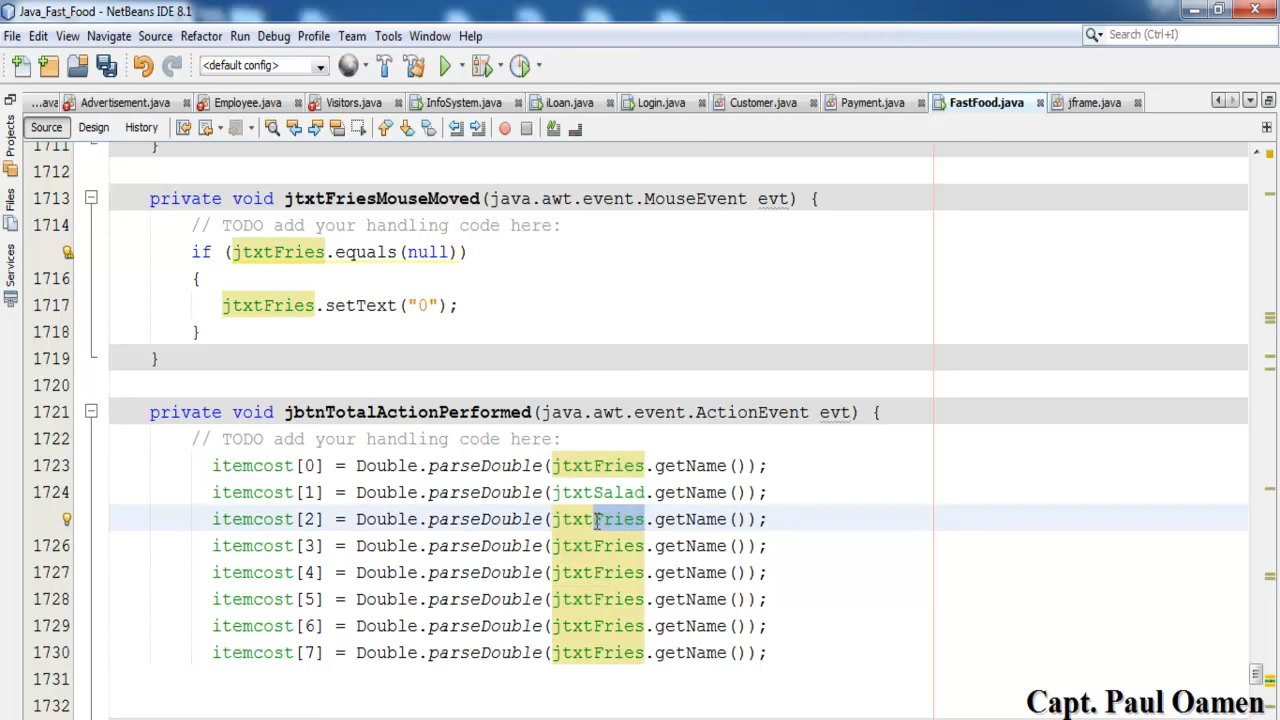 Java_Fast_Food - NetBeans IDE 8.1
File Edit View Navigate Source Refactor Run Debug Profile Team Tools Window Help
Search (Ctrl+I)
<default config>
...ava Advertisement.java Employee.java Visitors.java InfoSystem.java iLoan.java Login.java Customer.java Payment.java FastFood.java jframe.java
Source Design History
Projects
Files
Services
1711 }
1712
1713 private void jtxtFriesMouseMoved(java.awt.event.MouseEvent evt) {
1714 // TODO add your handling code here:
if (jtxtFries.equals(null))
1716 {
1717 jtxtFries.setText("0");
1718 }
1719 }
1720
1721 private void jbtnTotalActionPerformed(java.awt.event.ActionEvent evt) {
1722 // TODO add your handling code here:
1723 itemcost[0] = Double.parseDouble(jtxtFries.getName());
1724 itemcost[1] = Double.parseDouble(jtxtSalad.getName());
itemcost[2] = Double.parseDouble(jtxtFries.getName());
1726 itemcost[3] = Double.parseDouble(jtxtFries.getName());
1727 itemcost[4] = Double.parseDouble(jtxtFries.getName());
1728 itemcost[5] = Double.parseDouble(jtxtFries.getName());
1729 itemcost[6] = Double.parseDouble(jtxtFries.getName());
1730 itemcost[7] = Double.parseDouble(jtxtFries.getName());
1731
1732
Capt. Paul Oamen